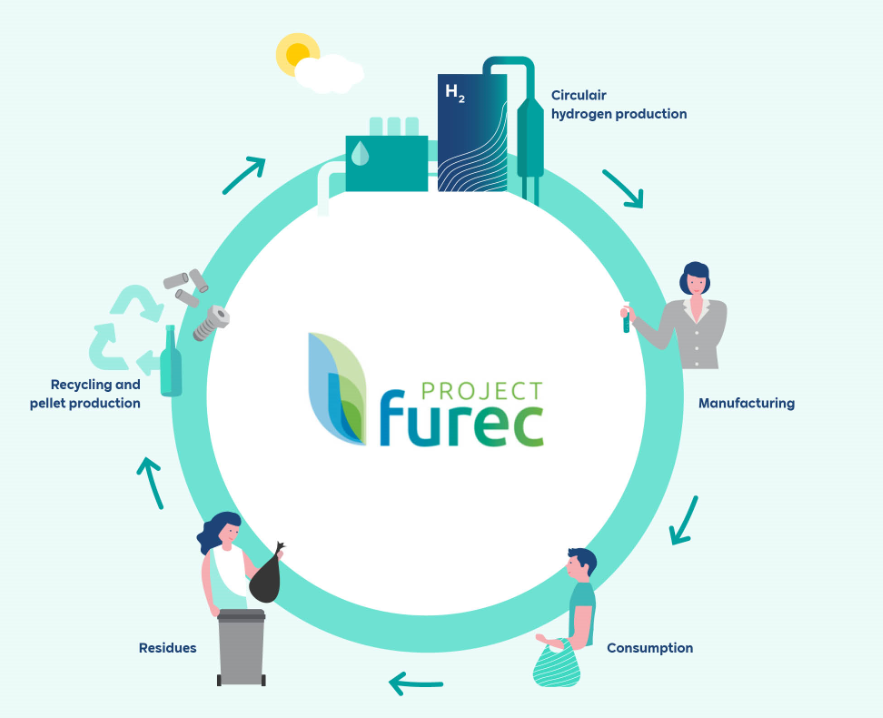 H2
Circulair
hydrogen production
Recycling and
pellet production
PROJECT
furec
Manufacturing
Residues
Consumption